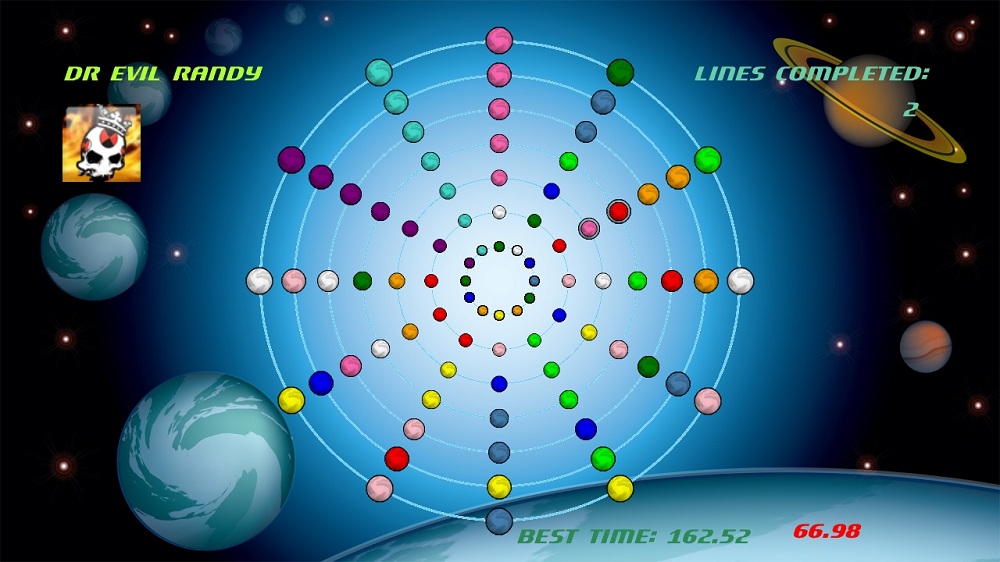 DR EVIL RANDY
LINES COMPLETED:
2
BEST TIME: 162.52
66.98